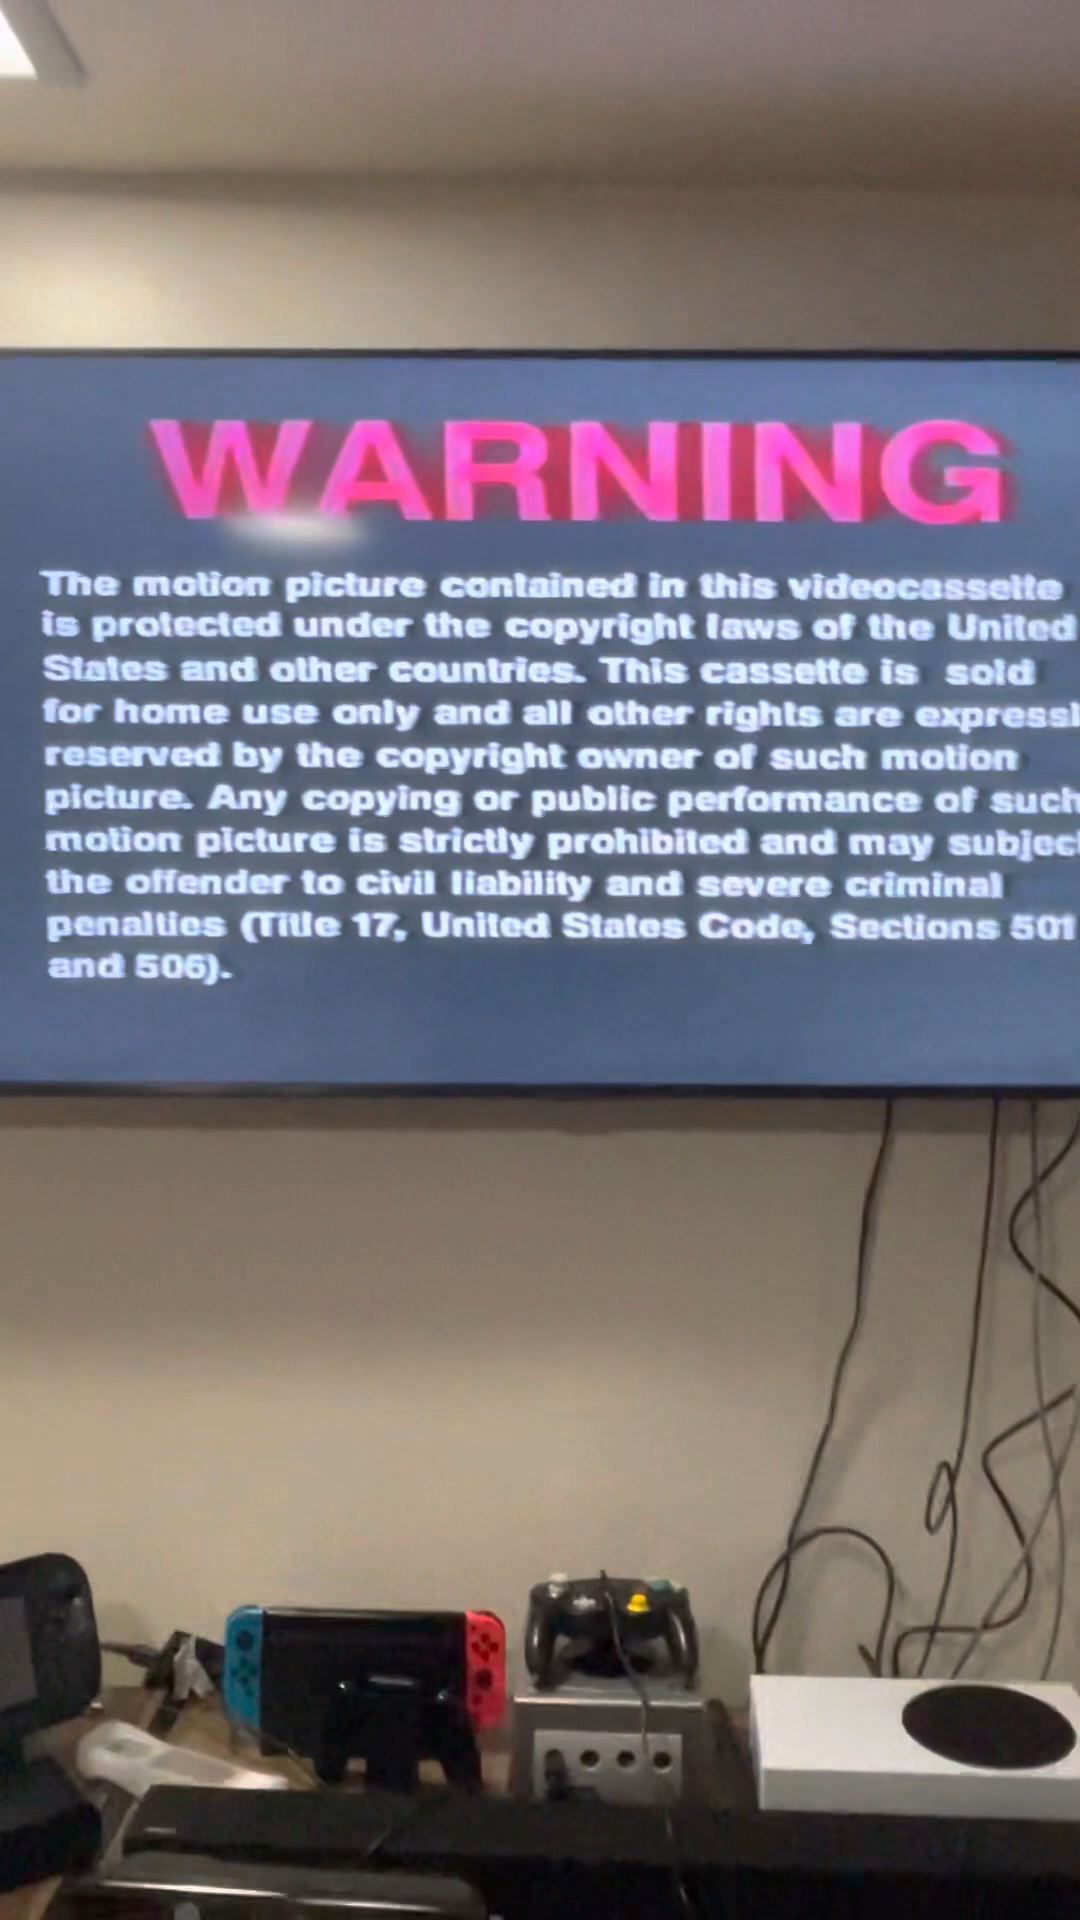 WARNING
The motion picture contained in this videocassette
is protected under the copyright laws of the United
States and other countries. This cassette is sold
for home use only and all other rights are expressl
reserved by the copyright owner of such motion
picture. Any copying or public performance of such
motion picture is strictly prohibited and may subject
the offender to civil liability and severe criminal
penalties (Title 17, United States Code, Sections 501
and 506).